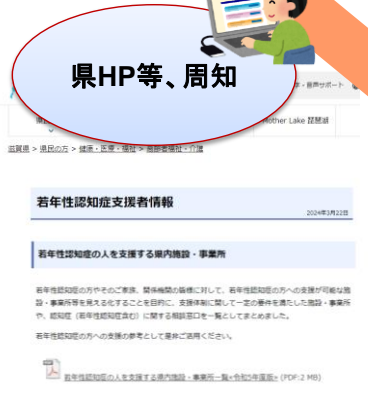 県HP等、周知
音声サポート
Mother Lake 琵琶湖
滋賀県 > 県民の方 > 健康・医療・福祉 > 高齢者福祉・介護
若年性認知症支援者情報
2024年3月22日
若年性認知症の人を支援する県内施設・事業所
若年性認知症の方やそのご家族、関係機関の皆様に対して、若年性認知症の方への支援が可能な施
設・事業所等を見える化することを目的に、支援体制に関して一定の要件を満たした施設・事業所
や、認知症（若年性認知症含む）に関する相談窓口を一覧としてまとめました。
若年性認知症の方への支援の参考として是非ご活用ください。
若年性認知症の人を支援する県内施設・事業所一覧<令和5年度版> (PDF:2 MB)